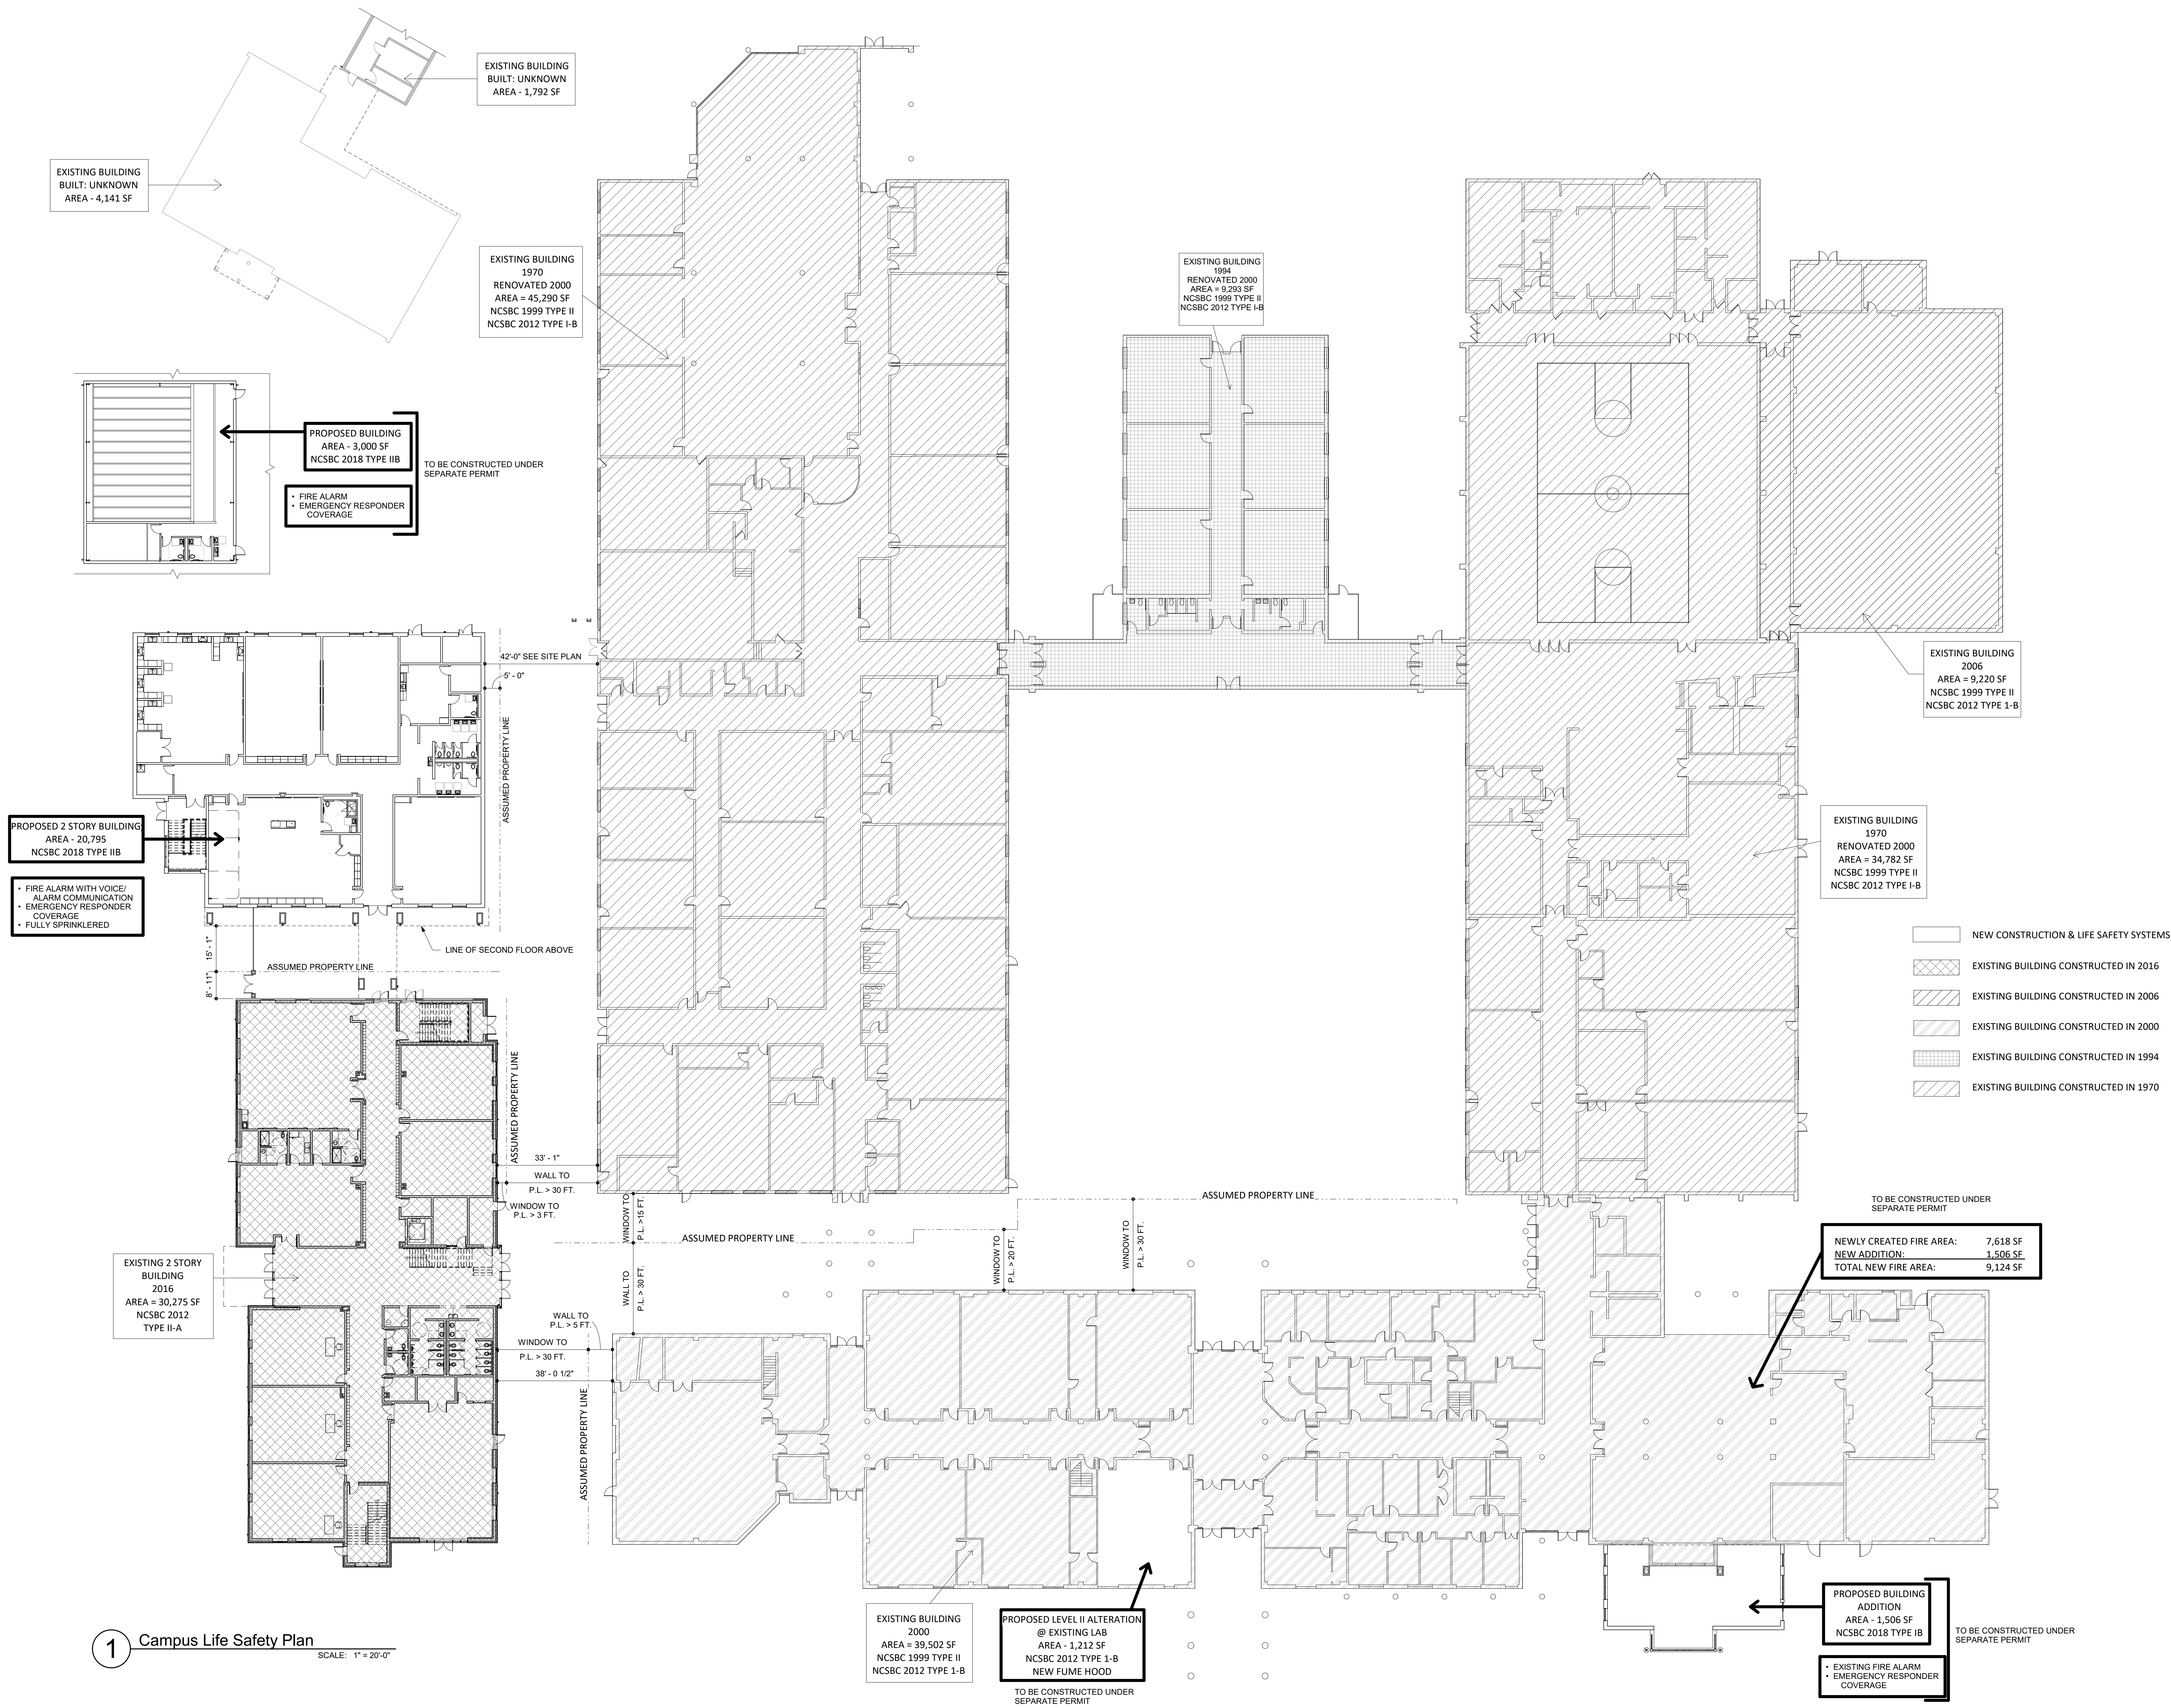 EXISTING BUILDING
BUILT: UNKNOWN
AREA - 1,792 SF
EXISTING BUILDING
BUILT: UNKNOWN
AREA - 4,141 SF
EXISTING BUILDING
1970
RENOVATED 2000
AREA = 45,290 SF
NCSBC 1999 TYPE II
NCSBC 2012 TYPE I-B
EXISTING BUILDING
1994
RENOVATED 2000
AREA = 9,293 SF
NCSBC 1999 TYPE II
NCSBC 2012 TYPE I-B
PROPOSED BUILDING
AREA - 3,000 SF
NCSBC 2018 TYPE IIB
• FIRE ALARM
• EMERGENCY RESPONDER
COVERAGE
TO BE CONSTRUCTED UNDER
SEPARATE PERMIT
42'-0" SEE SITE PLAN
5' - 0"
ASSUMED PROPERTY LINE
EXISTING BUILDING
2006
AREA = 9,220 SF
NCSBC 1999 TYPE II
NCSBC 2012 TYPE 1-B
PROPOSED 2 STORY BUILDING
AREA - 20,795
NCSBC 2018 TYPE IIB
• FIRE ALARM WITH VOICE/
ALARM COMMUNICATION
• EMERGENCY RESPONDER
COVERAGE
• FULLY SPRINKLERED
EXISTING BUILDING
1970
RENOVATED 2000
AREA = 34,782 SF
NCSBC 1999 TYPE II
NCSBC 2012 TYPE I-B
LINE OF SECOND FLOOR ABOVE
15' - 1"
8' - 11"
ASSUMED PROPERTY LINE
NEW CONSTRUCTION & LIFE SAFETY SYSTEMS
EXISTING BUILDING CONSTRUCTED IN 2016
EXISTING BUILDING CONSTRUCTED IN 2006
EXISTING BUILDING CONSTRUCTED IN 2000
EXISTING BUILDING CONSTRUCTED IN 1994
EXISTING BUILDING CONSTRUCTED IN 1970
ASSUMED PROPERTY LINE
33' - 1"
WALL TO
P.L. > 30 FT.
WINDOW TO
P.L. > 3 FT.
WINDOW TO
P.L. >15 FT.
ASSUMED PROPERTY LINE
ASSUMED PROPERTY LINE
WINDOW TO
P.L. > 20 FT.
WINDOW TO
P.L. > 30 FT.
WALL TO
P.L. > 30 FT.
TO BE CONSTRUCTED UNDER
SEPARATE PERMIT
NEWLY CREATED FIRE AREA: 7,618 SF
NEW ADDITION: 1,506 SF
TOTAL NEW FIRE AREA: 9,124 SF
EXISTING 2 STORY
BUILDING
2016
AREA = 30,275 SF
NCSBC 2012
TYPE II-A
WALL TO
P.L. > 5 FT.
WINDOW TO
P.L. > 30 FT.
38' - 0 1/2"
ASSUMED PROPERTY LINE
EXISTING BUILDING
2000
AREA = 39,502 SF
NCSBC 1999 TYPE II
NCSBC 2012 TYPE 1-B
PROPOSED LEVEL II ALTERATION
@ EXISTING LAB
AREA - 1,212 SF
NCSBC 2012 TYPE 1-B
NEW FUME HOOD
TO BE CONSTRUCTED UNDER
SEPARATE PERMIT
PROPOSED BUILDING
ADDITION
AREA - 1,506 SF
NCSBC 2018 TYPE IB
• EXISTING FIRE ALARM
• EMERGENCY RESPONDER
COVERAGE
TO BE CONSTRUCTED UNDER
SEPARATE PERMIT
1
Campus Life Safety Plan
SCALE: 1" = 20'-0"